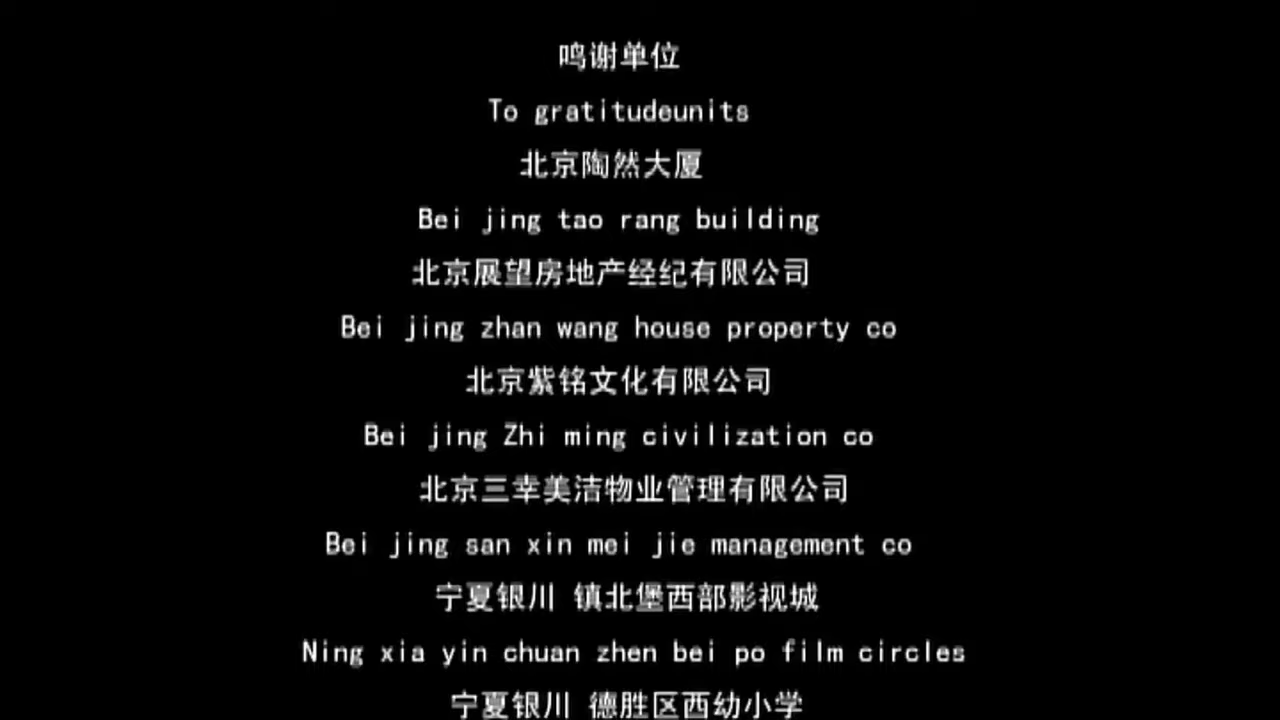 鸣谢单位
To gratitudeunits
北京陶然大厦
Bei jing tao rang building
北京展望房地产经纪有限公司
Bei jing zhan wang house property co
北京紫铭文化有限公司
Bei jing Zhi ming civilization co
北京三幸美洁物业管理有限公司
Bei jing san xin mei jie management co
宁夏银川 镇北堡西部影视城
Ning xia yin chuan zhen bei po film circles
宁夏银川 德胜区西幼小学